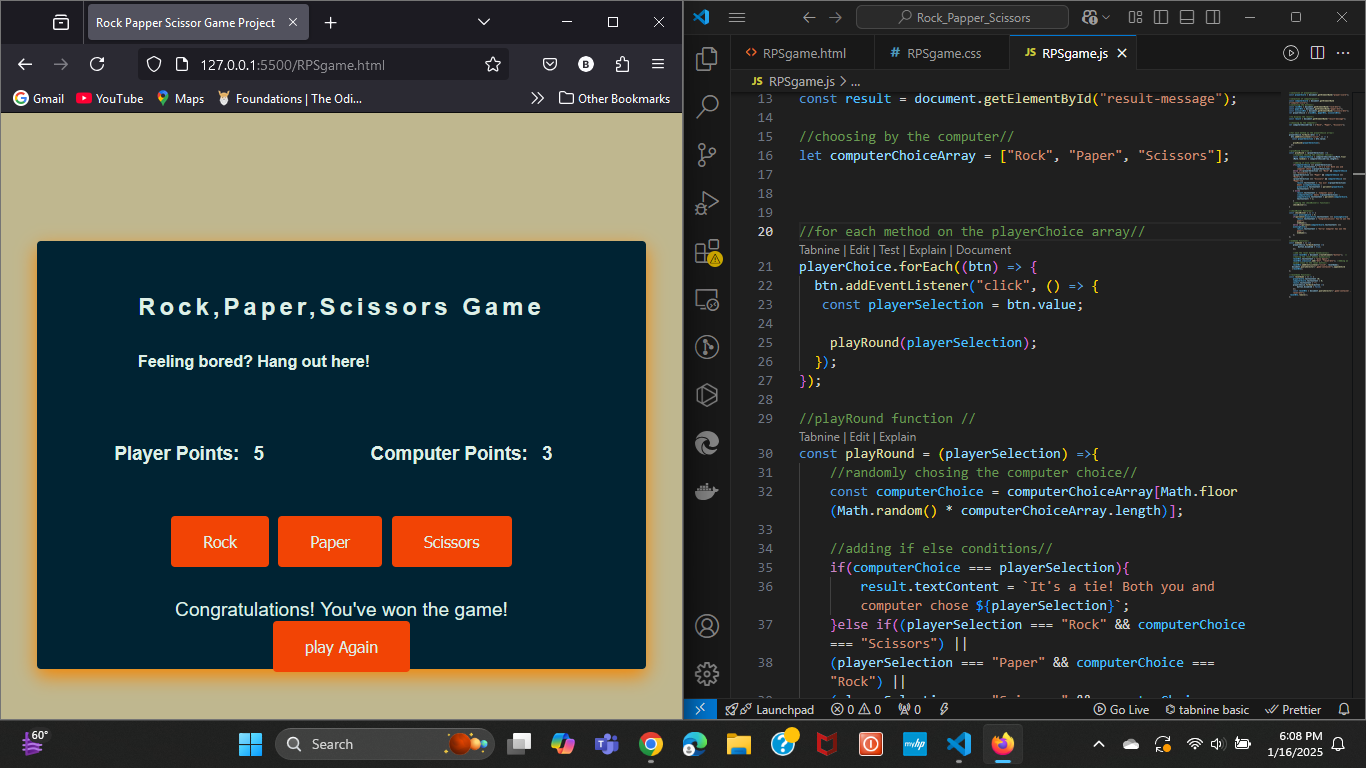 Rock Papper Scissor Game Project
127.0.0.1:5500/RPSgame.html
Gmail
YouTube
Maps
Foundations | The Odi...
Other Bookmarks
Rock,Paper,Scissors Game
Feeling bored? Hang out here!
Player Points: 5
Computer Points: 3
Rock
Paper
Scissors
Congratulations! You've won the game!
play Again
Rock_Papper_Scissors
RPSgame.html
# RPSgame.css
JS RPSgame.js
JS RPSgame.js > ...
13 const result = document.getElementById("result-message");
14
15 //choosing by the computer//
16 let computerChoiceArray = ["Rock", "Paper", "Scissors"];
17
18
19
20 //for each method on the playerChoice array//
Tabnine | Edit | Test | Explain | Document
21 playerChoice.forEach((btn) => {
22 btn.addEventListener("click", () => {
23 const playerSelection = btn.value;
24
25 playRound(playerSelection);
26 });
27 });
28
29 //playRound function //
Tabnine | Edit | Explain
30 const playRound = (playerSelection) =>{
31 //randomly chosing the computer choice//
32 const computerChoice = computerChoiceArray[Math.floor
(Math.random() * computerChoiceArray.length)];
33
34 //adding if else conditions//
35 if(computerChoice === playerSelection){
36 result.textContent = `It's a tie! Both you and
computer chose ${playerSelection}`;
37 }else if((playerSelection === "Rock" && computerChoice
=== "Scissors") ||
38 (playerSelection === "Paper" && computerChoice ===
"Rock") ||
Launchpad
0
0
0
Go Live
tabnine basic
Prettier
60°
Search
myhp
6:08 PM
1/16/2025